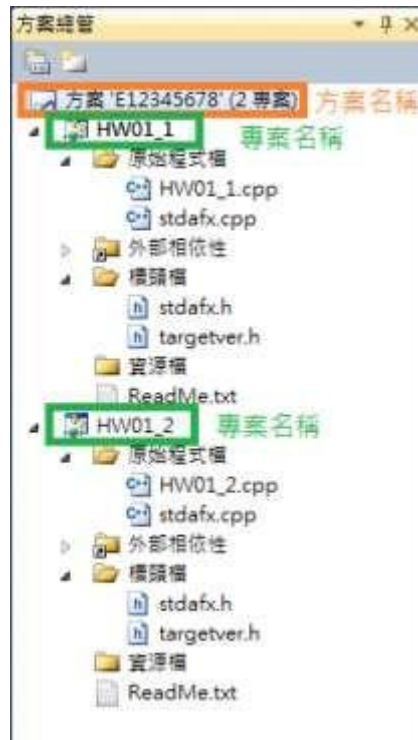 方案總管
方案 'E12345678' (2 專案) 方案名稱
HW01_1 專案名稱
原始程式檔
HW01_1.cpp
stdafx.cpp
外部相依性
標頭檔
stdafx.h
targetver.h
資源檔
ReadMe.txt
HW01_2 專案名稱
原始程式檔
HW01_2.cpp
stdafx.cpp
外部相依性
標頭檔
stdafx.h
targetver.h
資源檔
ReadMe.txt